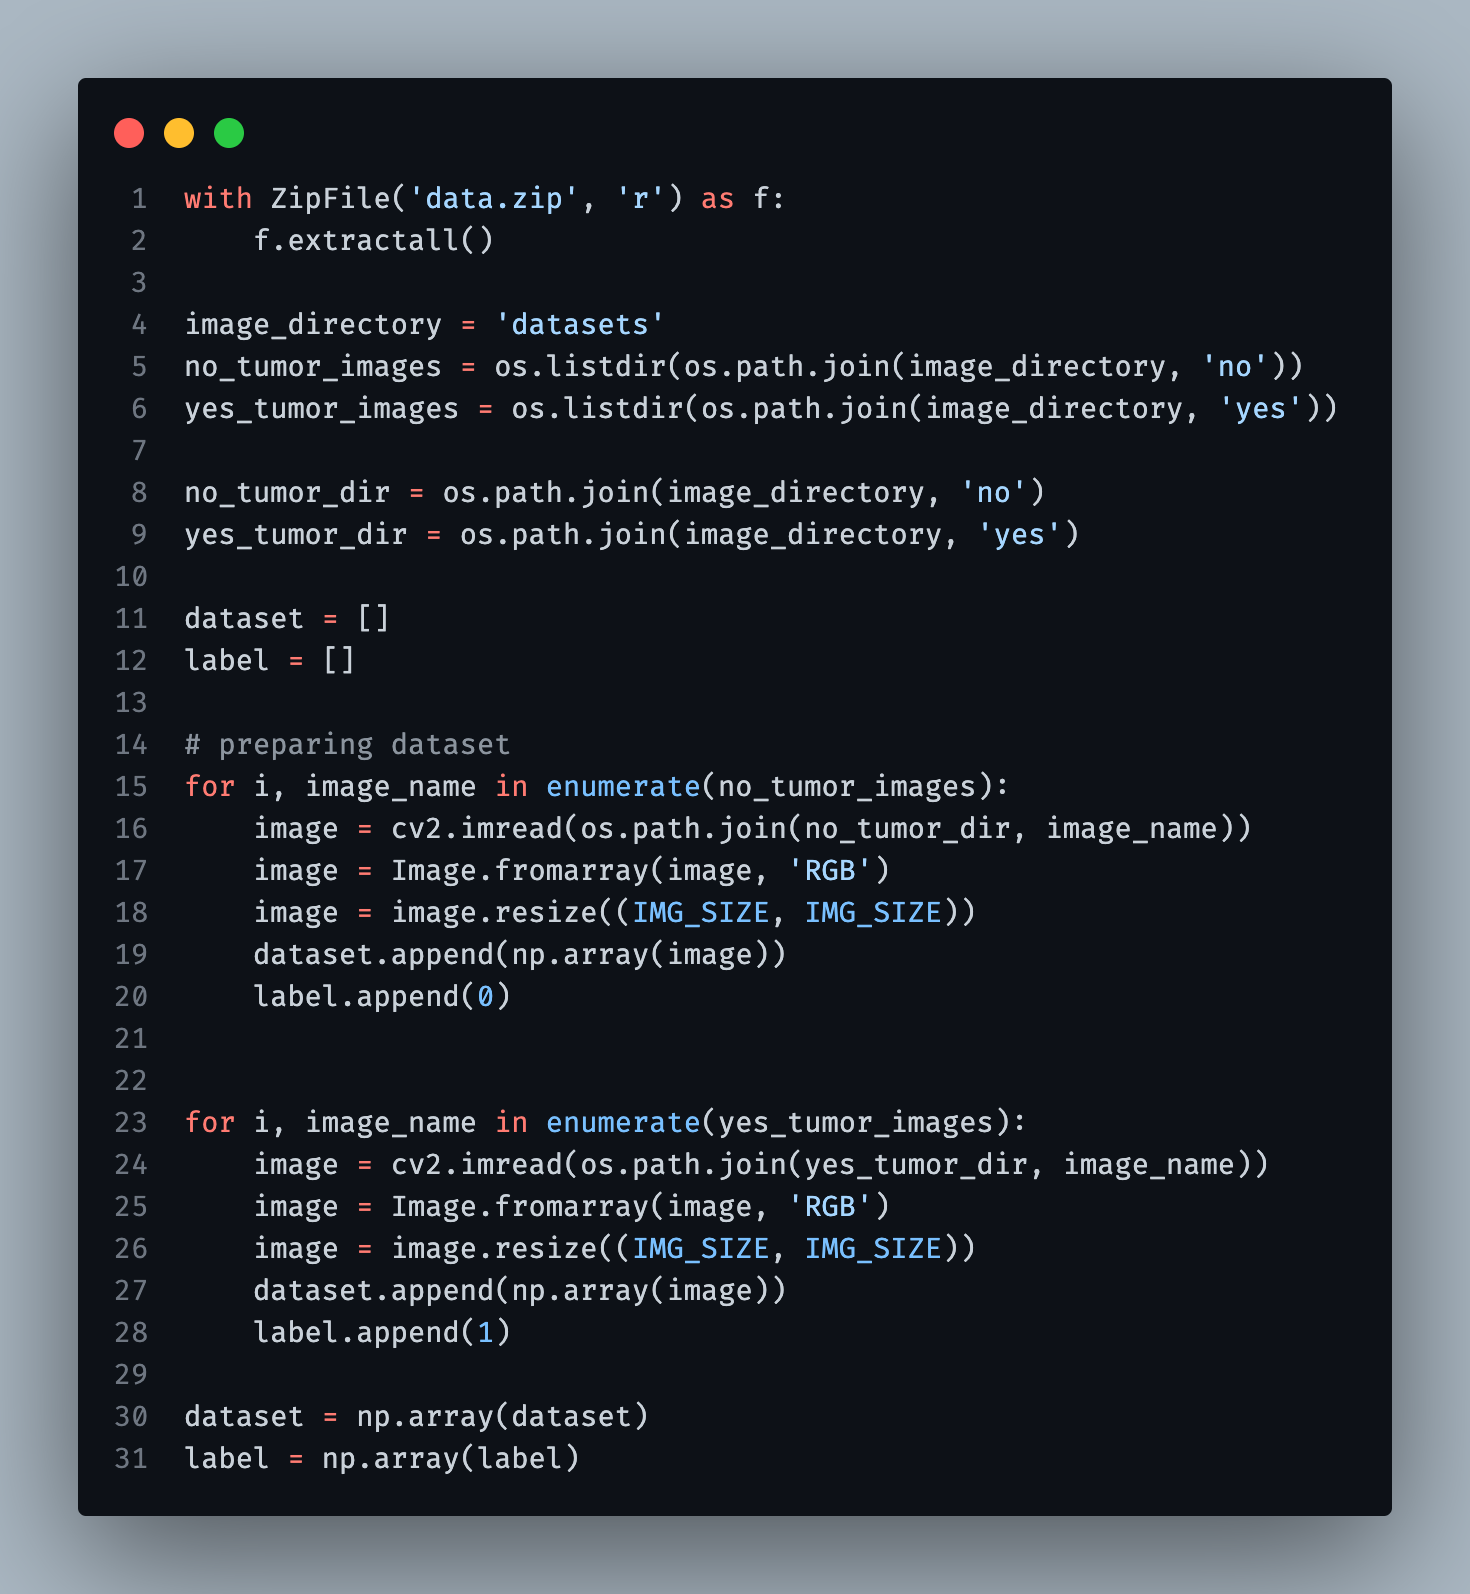 1 with ZipFile('data.zip', 'r') as f:
2     f.extractall()
3
4 image_directory = 'datasets'
5 no_tumor_images = os.listdir(os.path.join(image_directory, 'no'))
6 yes_tumor_images = os.listdir(os.path.join(image_directory, 'yes'))
7
8 no_tumor_dir = os.path.join(image_directory, 'no')
9 yes_tumor_dir = os.path.join(image_directory, 'yes')
10
11 dataset = []
12 label = []
13
14 # preparing dataset
15 for i, image_name in enumerate(no_tumor_images):
16     image = cv2.imread(os.path.join(no_tumor_dir, image_name))
17     image = Image.fromarray(image, 'RGB')
18     image = image.resize((IMG_SIZE, IMG_SIZE))
19     dataset.append(np.array(image))
20     label.append(0)
21
22
23 for i, image_name in enumerate(yes_tumor_images):
24     image = cv2.imread(os.path.join(yes_tumor_dir, image_name))
25     image = Image.fromarray(image, 'RGB')
26     image = image.resize((IMG_SIZE, IMG_SIZE))
27     dataset.append(np.array(image))
28     label.append(1)
29
30 dataset = np.array(dataset)
31 label = np.array(label)